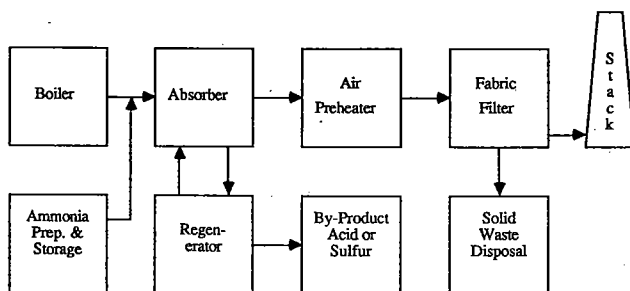 Boiler
Absorber
Air
Preheater
Fabric
Filter
Stack
Ammonia
Prep. &
Storage
Regen-
erator
By-Product
Acid or
Sulfur
Solid
Waste
Disposal